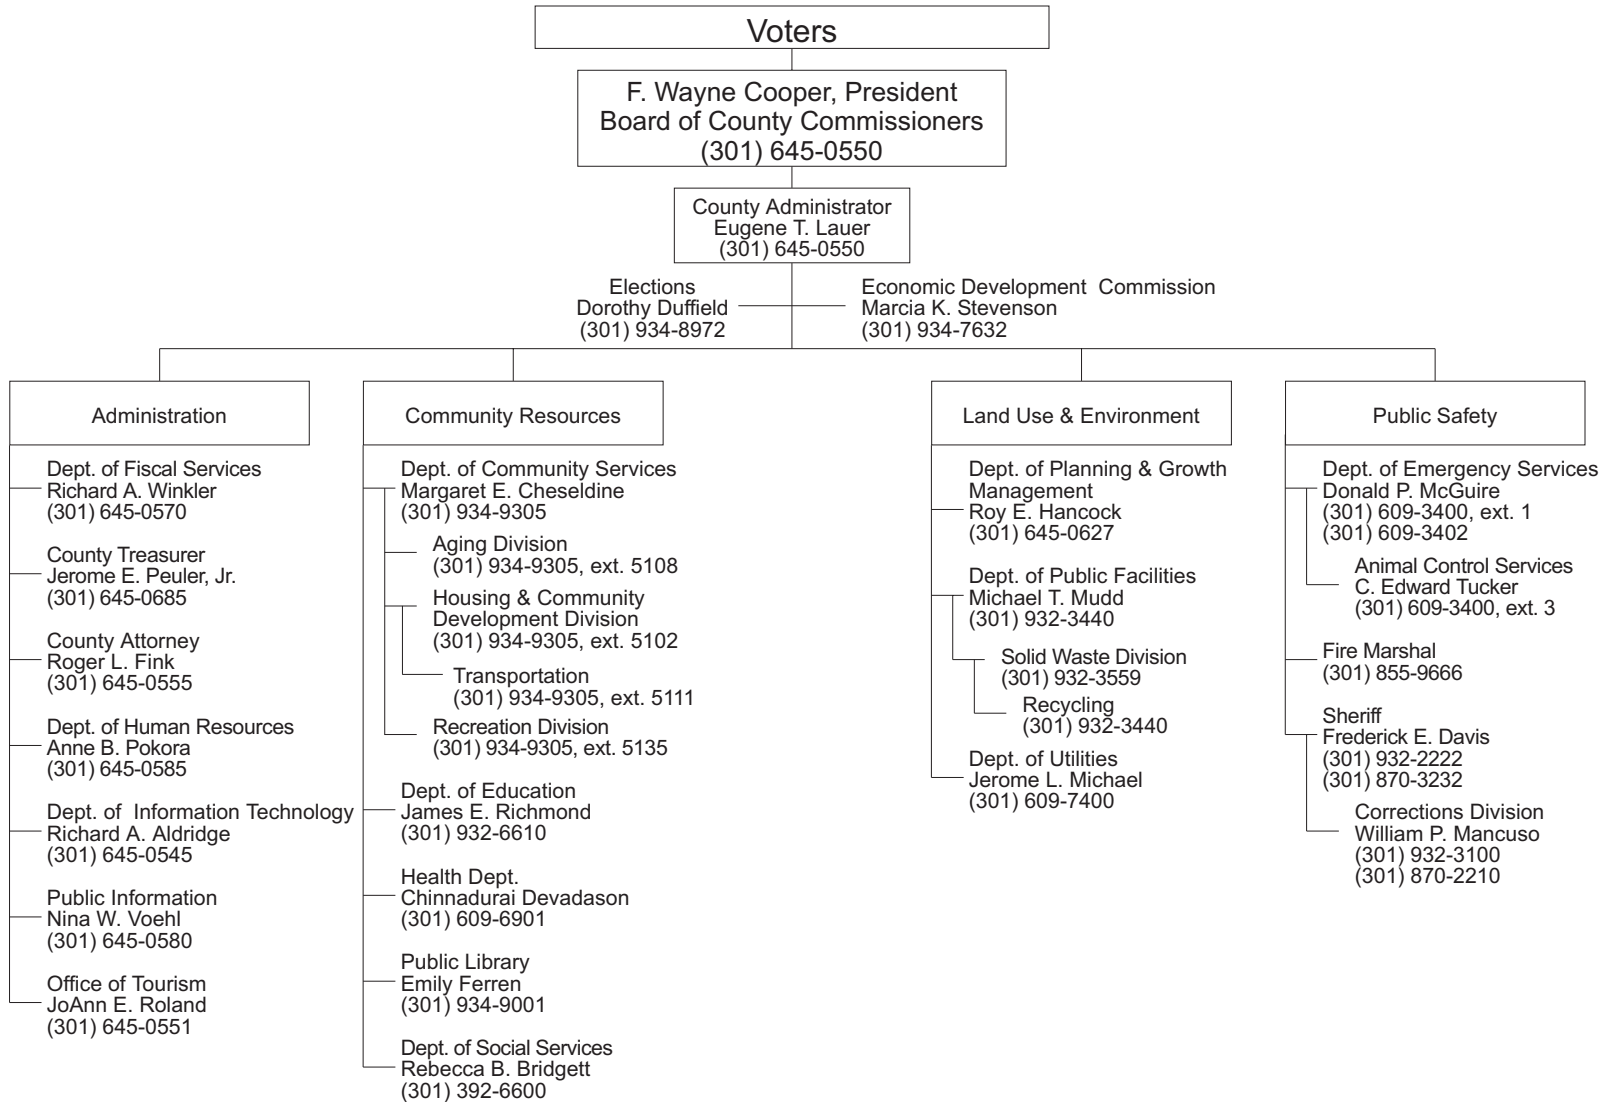 Voters
F. Wayne Cooper, President
Board of County Commissioners
(301) 645-0550
County Administrator
Eugene T. Lauer
(301) 645-0550
Elections
Dorothy Duffield
(301) 934-8972
Economic Development Commission
Marcia K. Stevenson
(301) 934-7632
Administration
Dept. of Fiscal Services
Richard A. Winkler
(301) 645-0570
County Treasurer
Jerome E. Peuler, Jr.
(301) 645-0685
County Attorney
Roger L. Fink
(301) 645-0555
Dept. of Human Resources
Anne B. Pokora
(301) 645-0585
Dept. of Information Technology
Richard A. Aldridge
(301) 645-0545
Public Information
Nina W. Voehl
(301) 645-0580
Office of Tourism
JoAnn E. Roland
(301) 645-0551
Community Resources
Dept. of Community Services
Margaret E. Cheseldine
(301) 934-9305
Aging Division
(301) 934-9305, ext. 5108
Housing & Community
Development Division
(301) 934-9305, ext. 5102
Transportation
(301) 934-9305, ext. 5111
Recreation Division
(301) 934-9305, ext. 5135
Dept. of Education
James E. Richmond
(301) 932-6610
Health Dept.
Chinnadurai Devadason
(301) 609-6901
Public Library
Emily Ferren
(301) 934-9001
Dept. of Social Services
Rebecca B. Bridgett
(301) 392-6600
Land Use & Environment
Dept. of Planning & Growth
Management
Roy E. Hancock
(301) 645-0627
Dept. of Public Facilities
Michael T. Mudd
(301) 932-3440
Solid Waste Division
(301) 932-3559
Recycling
(301) 932-3440
Dept. of Utilities
Jerome L. Michael
(301) 609-7400
Public Safety
Dept. of Emergency Services
Donald P. McGuire
(301) 609-3400, ext. 1
(301) 609-3402
Animal Control Services
C. Edward Tucker
(301) 609-3400, ext. 3
Fire Marshal
(301) 855-9666
Sheriff
Frederick E. Davis
(301) 932-2222
(301) 870-3232
Corrections Division
William P. Mancuso
(301) 932-3100
(301) 870-2210